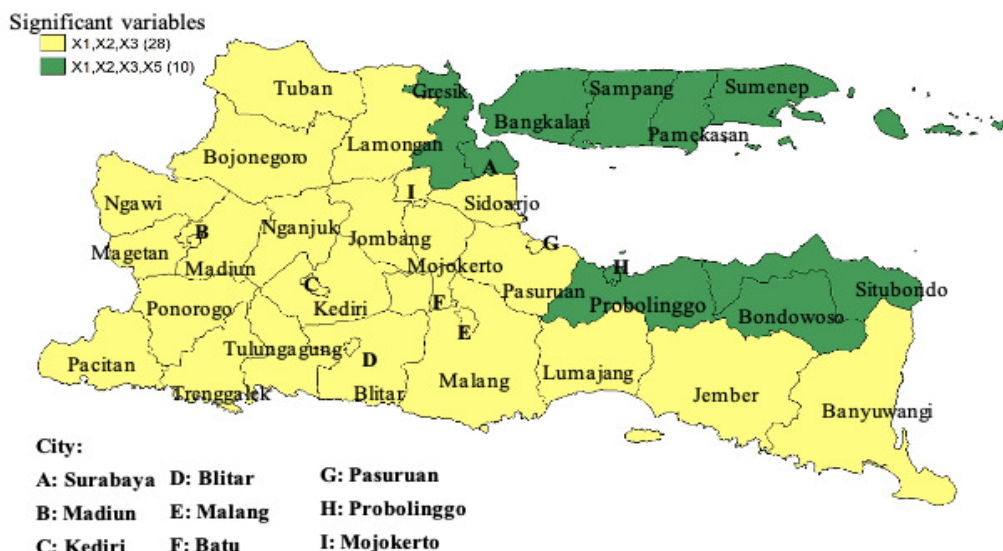 Significant variables
X1,X2,X3 (28)
X1,X2,X3,X5 (10)
Tuban
Gresik
Sampang
Sumenep
Bangkalan
Pamekasan
Lamongan
Bojonegoro
A
I
Ngawi
Sidoarjo
Nganjuk
B
Jombang
G
Magetan
Madiun
Mojokerto
H
C
Pasuruan
Situbondo
Ponorogo
Kediri
F
Probolinggo
Bondowoso
E
Tulungagung
D
Pacitan
Malang
Lumajang
Trenggalek
Blitar
Jember
Banyuwangi
City:
A: Surabaya D: Blitar G: Pasuruan
B: Madiun E: Malang H: Probolinggo
C: Kediri F: Batu I: Mojokerto